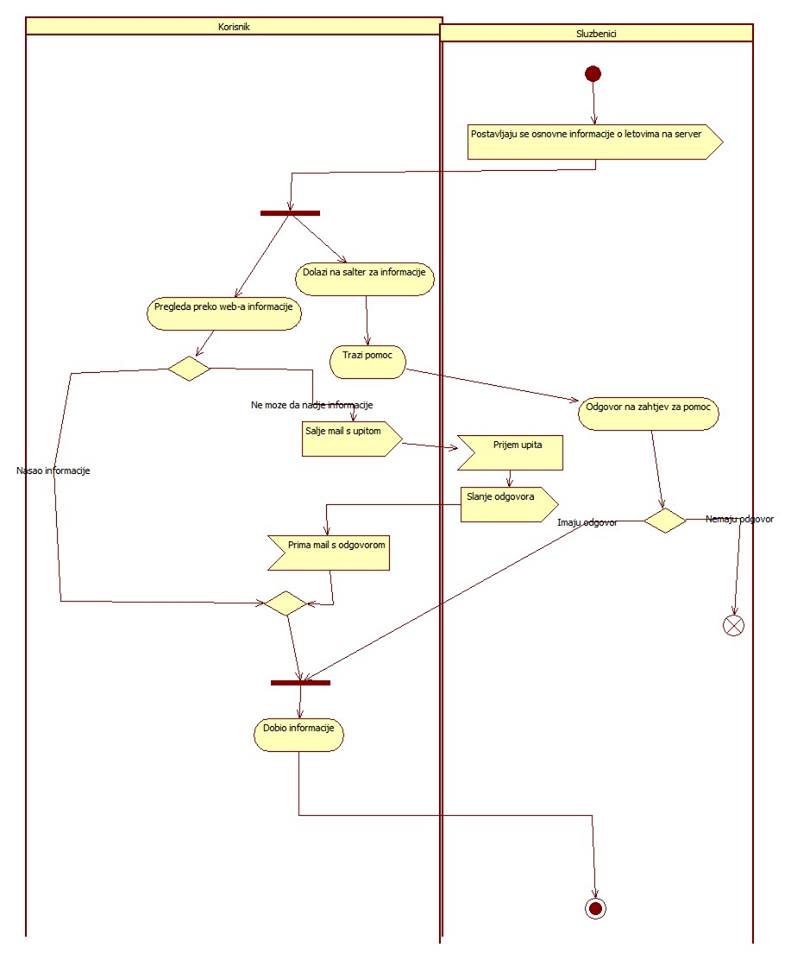 Korisnik
Sluzbenici
Postavljaju se osnovne informacije o letovima na server
Dolazi na salter za informacije
Pregleda preko web-a informacije
Trazi pomoc
Odgovor na zahtjev za pomoc
Ne moze da nadje informacije
Salje mail s upitom
Prijem upita
Nasao informacije
Slanje odgovora
Imaju odgovor
Nemaju odgovor
Prima mail s odgovorom
Dobio informacije